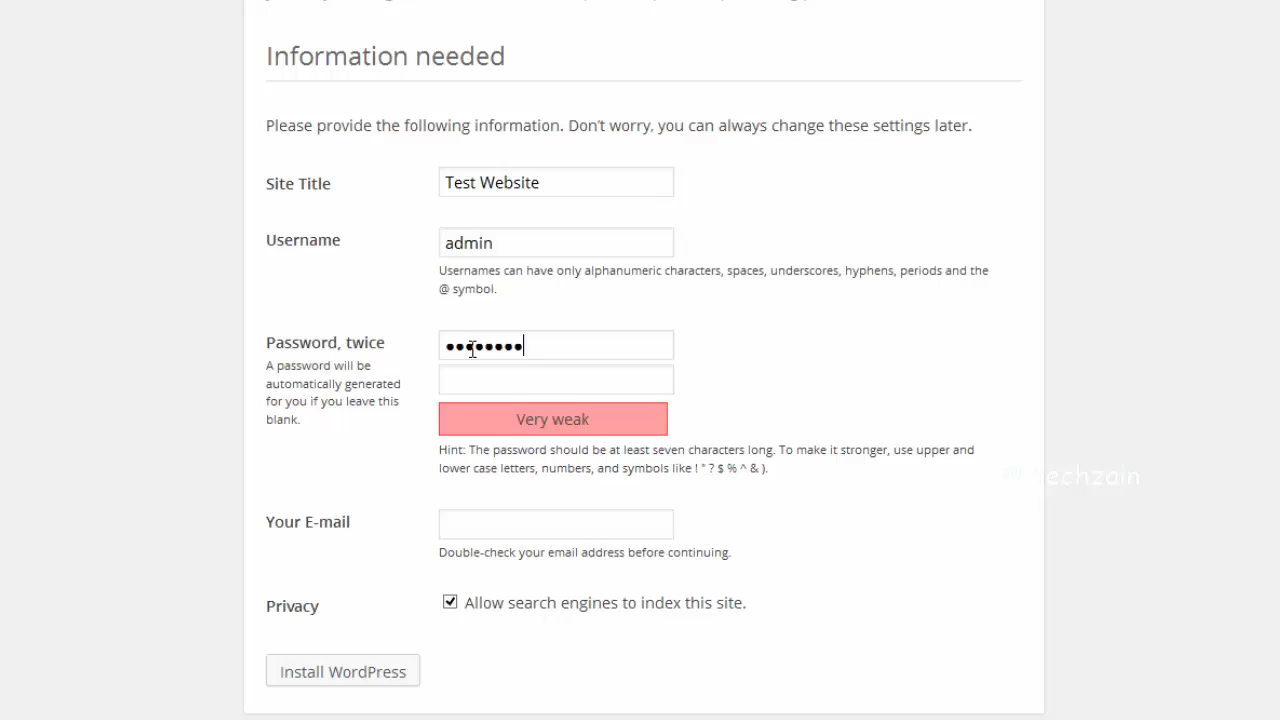 Information needed
Please provide the following information. Don't worry, you can always change these settings later.
Site Title
Test Website
Username
admin
Usernames can have only alphanumeric characters, spaces, underscores, hyphens, periods and the
@ symbol.
Password, twice
••••••••
A password will be
automatically generated
for you if you leave this
blank.
Very weak
Hint: The password should be at least seven characters long. To make it stronger, use upper and
lower case letters, numbers, and symbols like ! " ? $ % ^ & ).
Your E-mail
Double-check your email address before continuing.
Privacy
Allow search engines to index this site.
Install WordPress